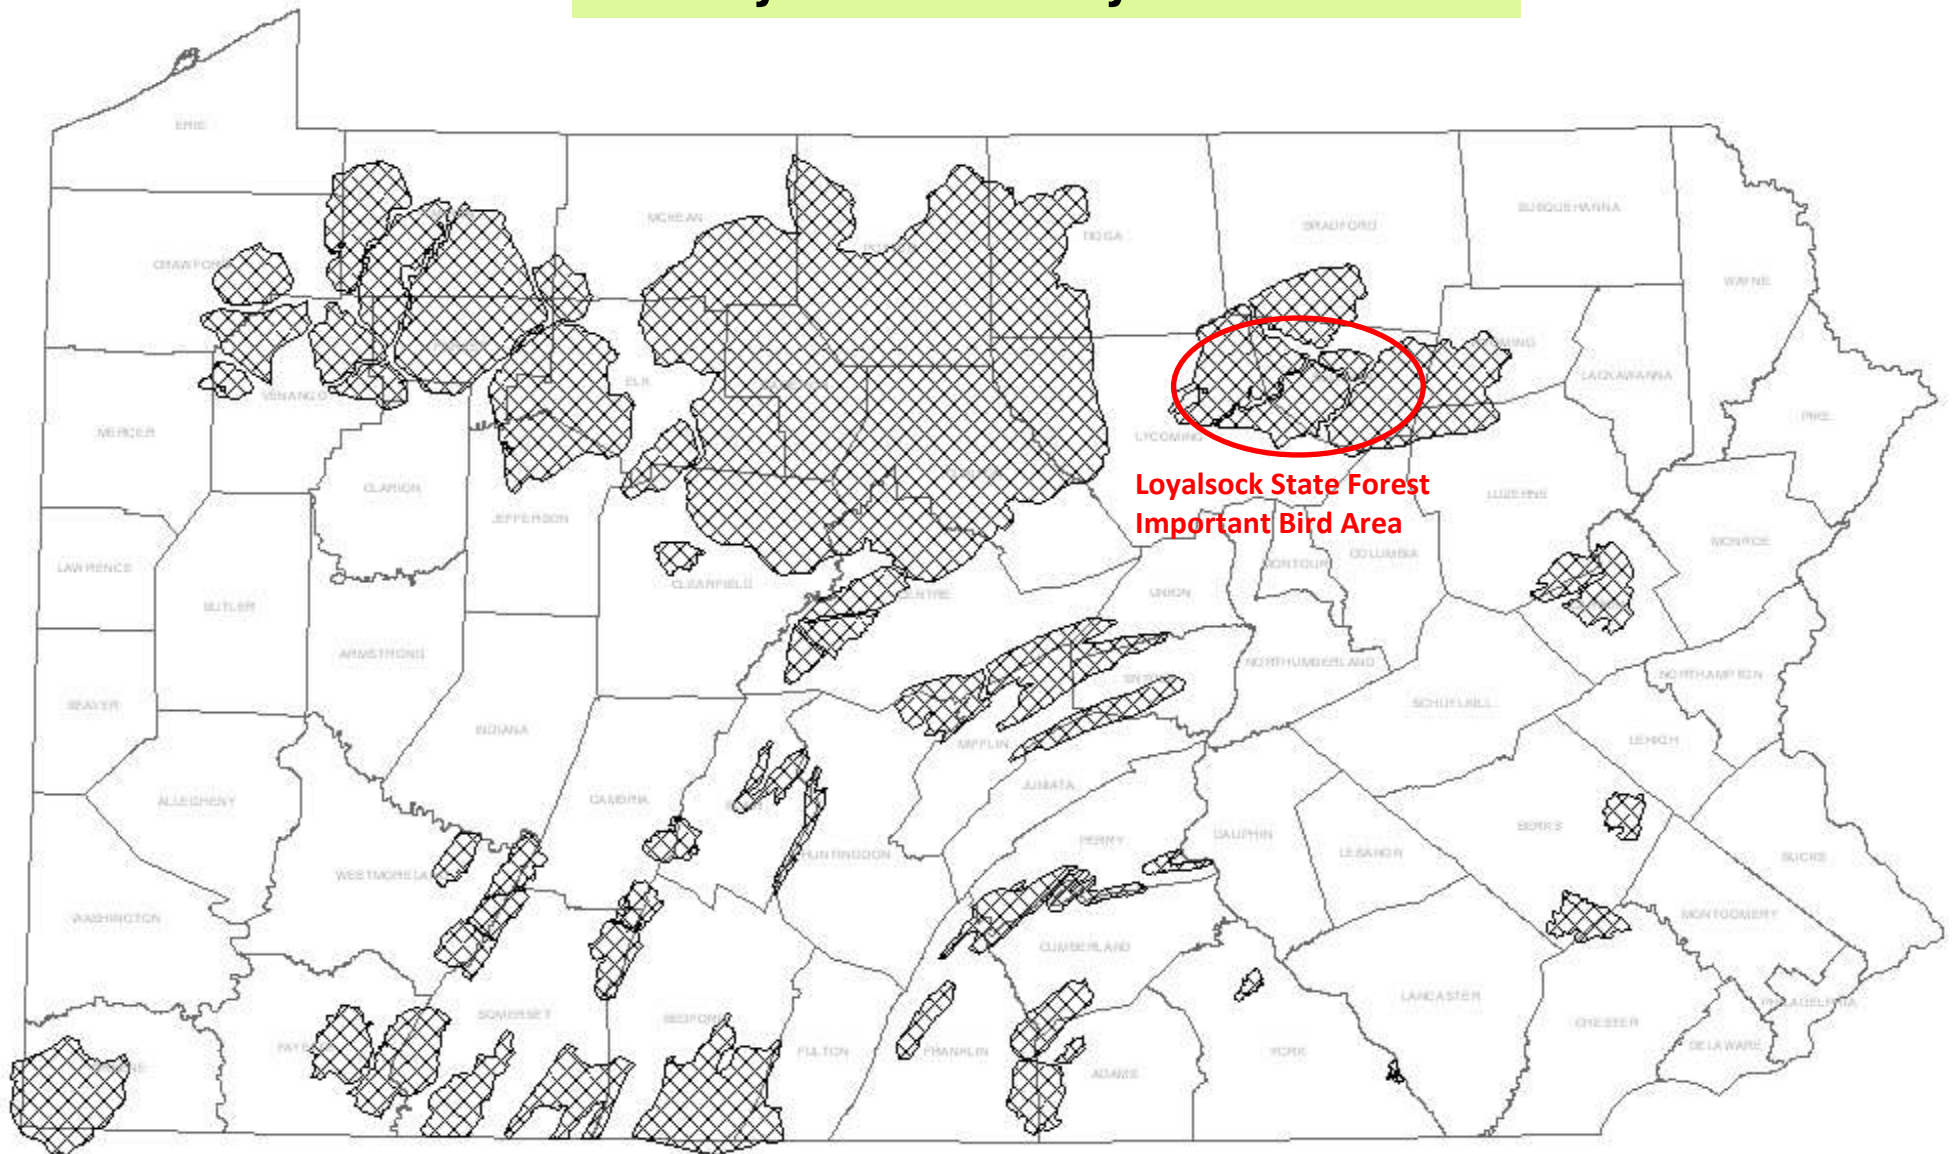 ERIE
CRAWFORD
MCKEAN
TIOGA
BRADFORD
SUSQUEHANNA
WAYNE
ELK
VENANGO
MERCER
LYCOMING
LACKAWANNA
PIKE
CLARION
JEFFERSON
Loyalsock State Forest
Important Bird Area
LUZERNE
LAWRENCE
BUTLER
CLEARFIELD
CENTRE
UNION
MONTOUR
COLUMBIA
MONROE
ARMSTRONG
NORTHUMBERLAND
NORTHAMPTON
BEAVER
INDIANA
SCHUYLKILL
LEHIGH
MIFFLIN
JUNIATA
ALLEGHENY
CAMBRIA
PERRY
DAUPHIN
LEBANON
BERKS
BUCKS
HUNTINGDON
WASHINGTON
CUMBERLAND
MONTGOMERY
LANCASTER
PHILADELPHIA
SOMERSET
BEDFORD
FULTON
FRANKLIN
ADAMS
YORK
CHESTER
DELAWARE